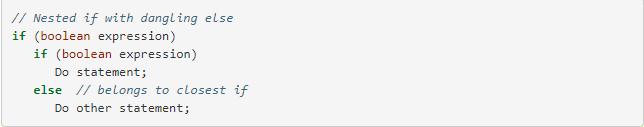 // Nested if with dangling else
if (boolean expression)
   if (boolean expression)
      Do statement;
   else  // belongs to closest if
      Do other statement;